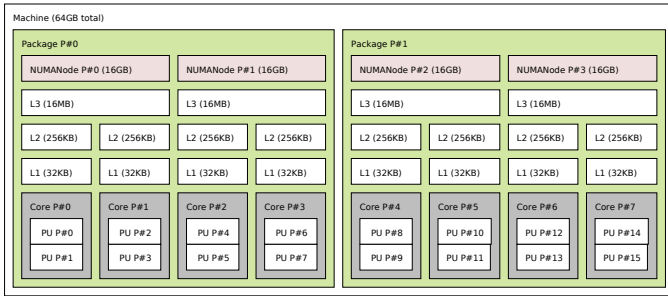 Machine (64GB total)
Package P#0
Package P#1
NUMANode P#0 (16GB)
NUMANode P#1 (16GB)
NUMANode P#2 (16GB)
NUMANode P#3 (16GB)
L3 (16MB)
L3 (16MB)
L3 (16MB)
L3 (16MB)
L2 (256KB)
L2 (256KB)
L2 (256KB)
L2 (256KB)
L2 (256KB)
L2 (256KB)
L2 (256KB)
L2 (256KB)
L1 (32KB)
L1 (32KB)
L1 (32KB)
L1 (32KB)
L1 (32KB)
L1 (32KB)
L1 (32KB)
L1 (32KB)
Core P#0
Core P#1
Core P#2
Core P#3
Core P#4
Core P#5
Core P#6
Core P#7
PU P#0
PU P#2
PU P#4
PU P#6
PU P#8
PU P#10
PU P#12
PU P#14
PU P#1
PU P#3
PU P#5
PU P#7
PU P#9
PU P#11
PU P#13
PU P#15